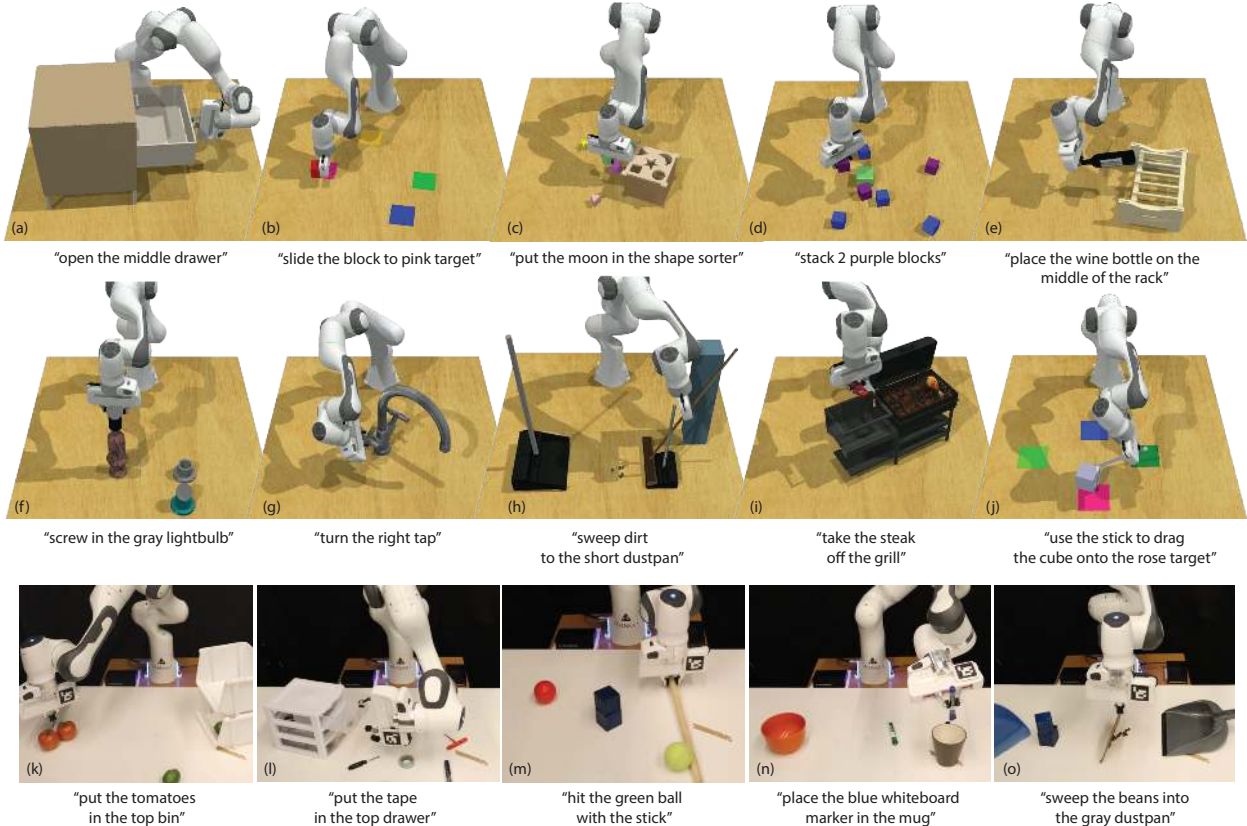 (a)
(b)
(c)
(d)
(e)
“open the middle drawer”
“slide the block to pink target”
“put the moon in the shape sorter”
“stack 2 purple blocks”
“place the wine bottle on the
middle of the rack”
(f)
(g)
(h)
(i)
(j)
“screw in the gray lightbulb”
“turn the right tap”
“sweep dirt
to the short dustpan”
“take the steak
off the grill”
“use the stick to drag
the cube onto the rose target”
(k)
(l)
(m)
(n)
(o)
“put the tomatoes
in the top bin”
“put the tape
in the top drawer”
“hit the green ball
with the stick”
“place the blue whiteboard
marker in the mug”
“sweep the beans into
the gray dustpan”